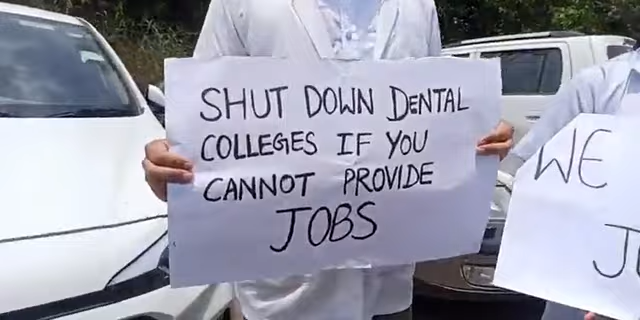 SHUT DOWN DENTAL
COLLEGES IF YOU
CANNOT PROVIDE
JOBS
WE